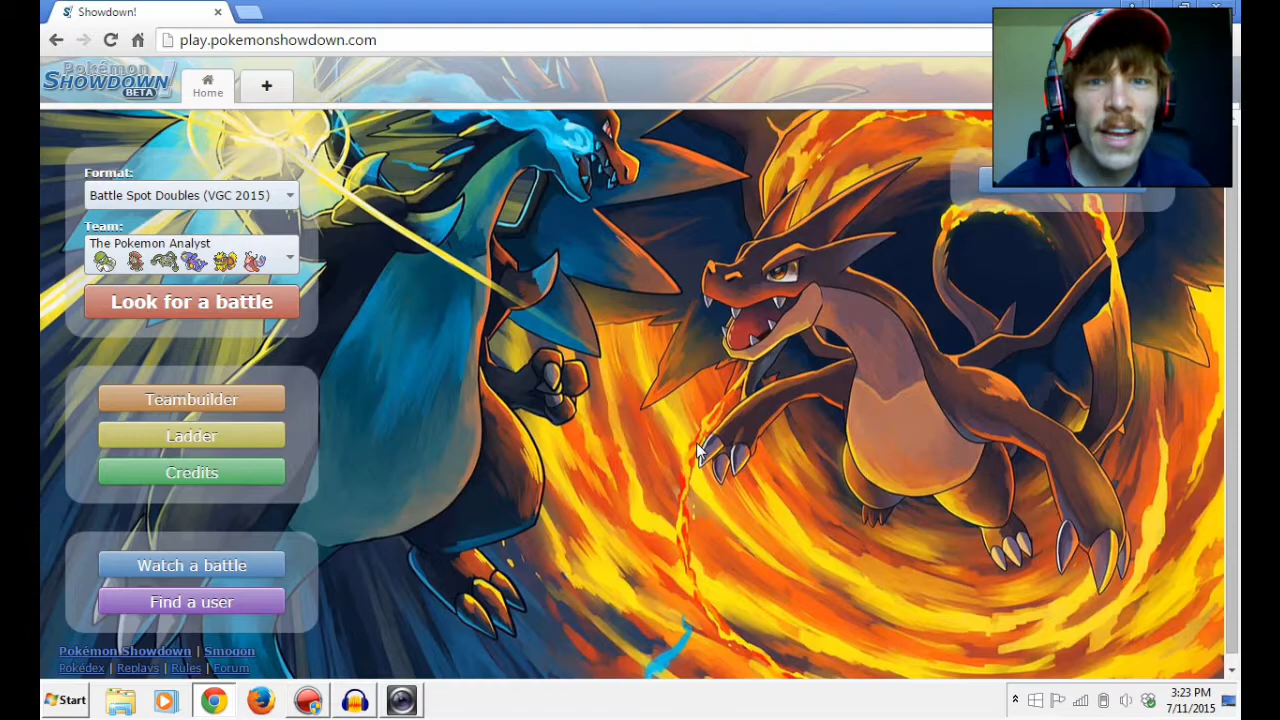 Showdown!
play.pokemonshowdown.com
Pokémon
SHOWDOWN
BETA
Home
Format:
Battle Spot Doubles (VGC 2015)
Team:
The Pokemon Analyst
Look for a battle
Teambuilder
Ladder
Credits
Watch a battle
Find a user
Pokémon Showdown | Smogon
Pokédex | Replays | Rules | Forum
Start
3:23 PM
7/11/2015